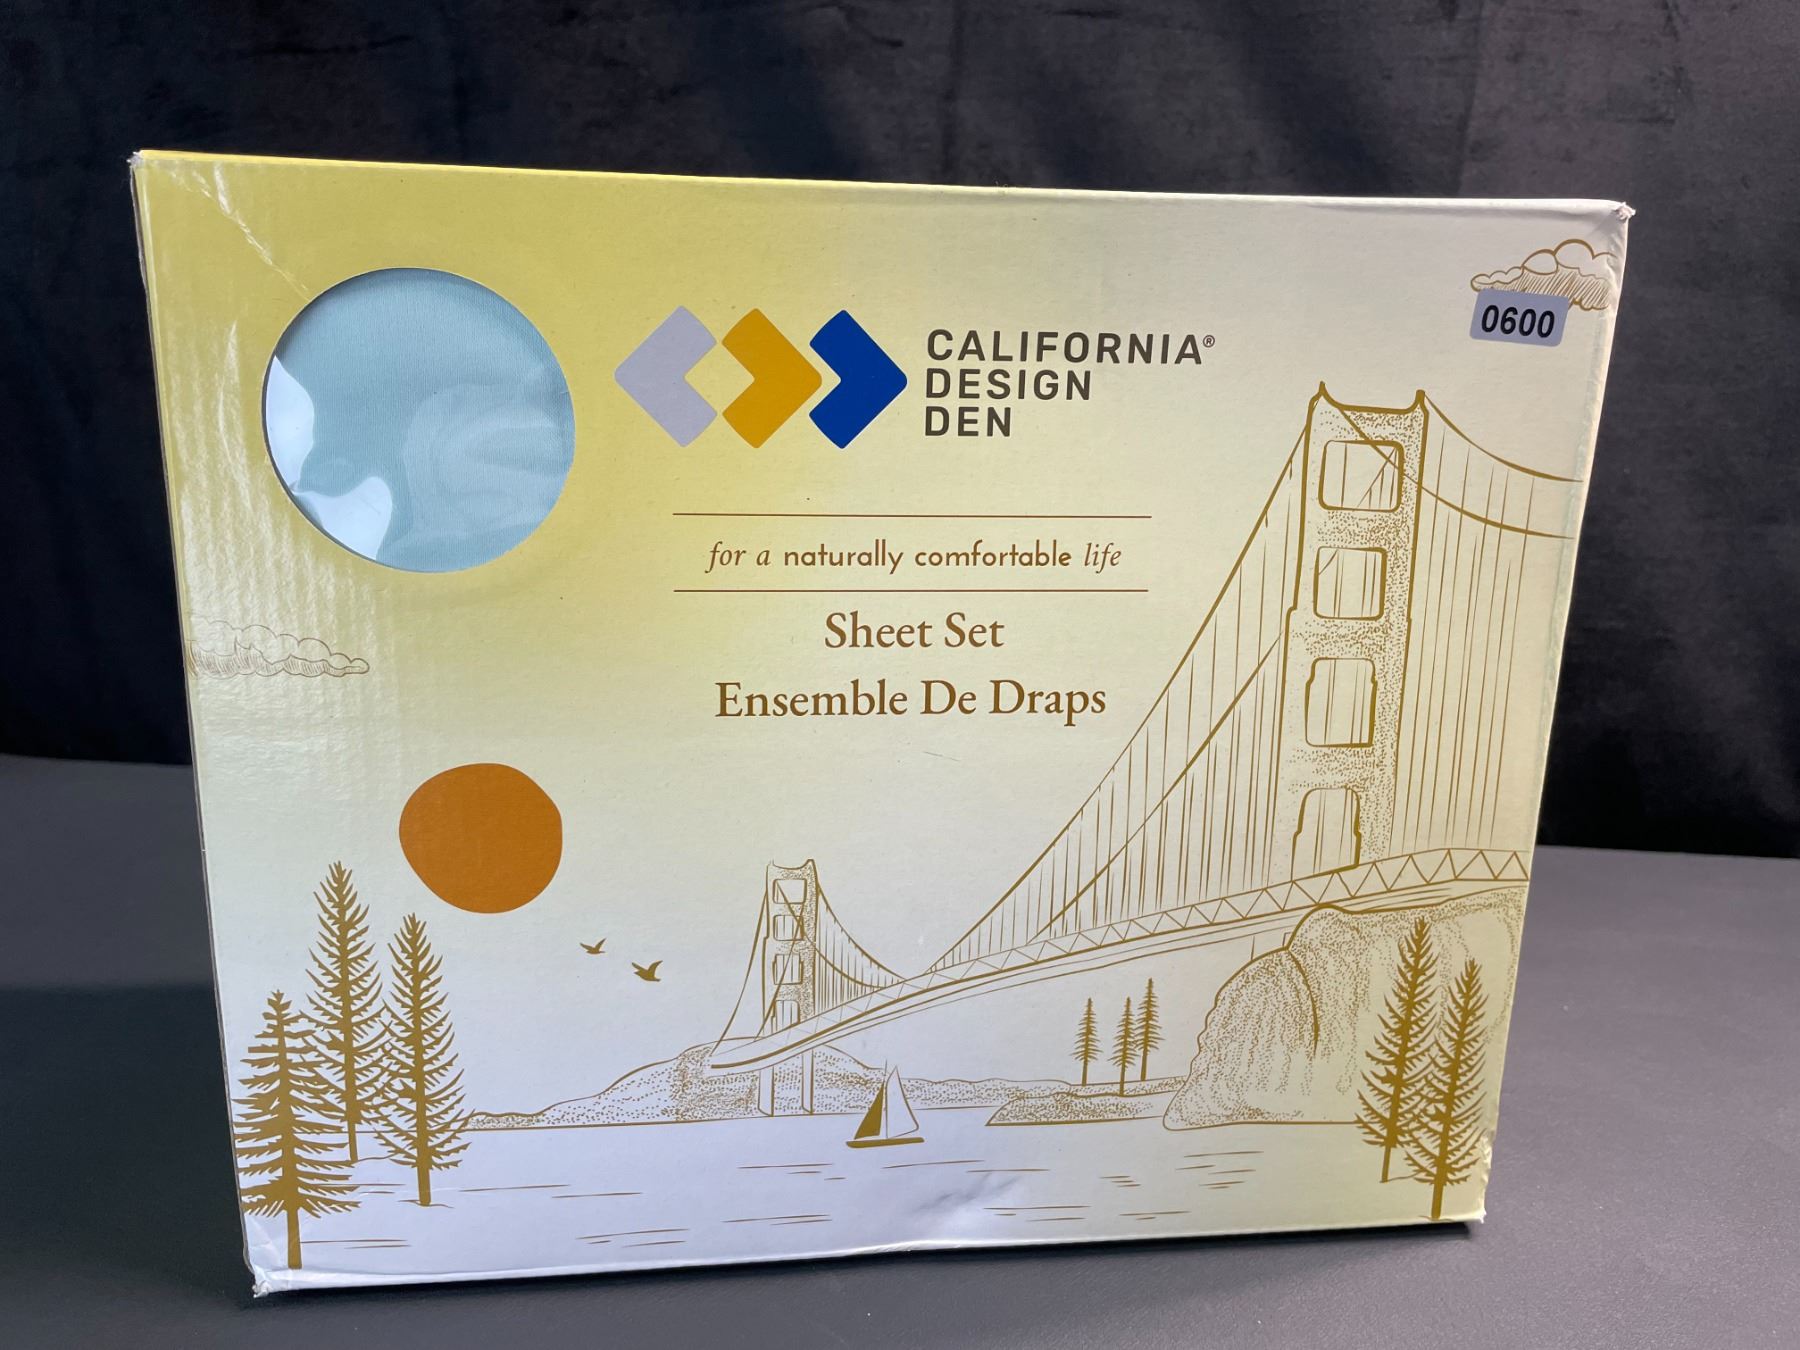 0600
CALIFORNIA®
DESIGN
DEN
for a naturally comfortable life
Sheet Set
Ensemble De Draps